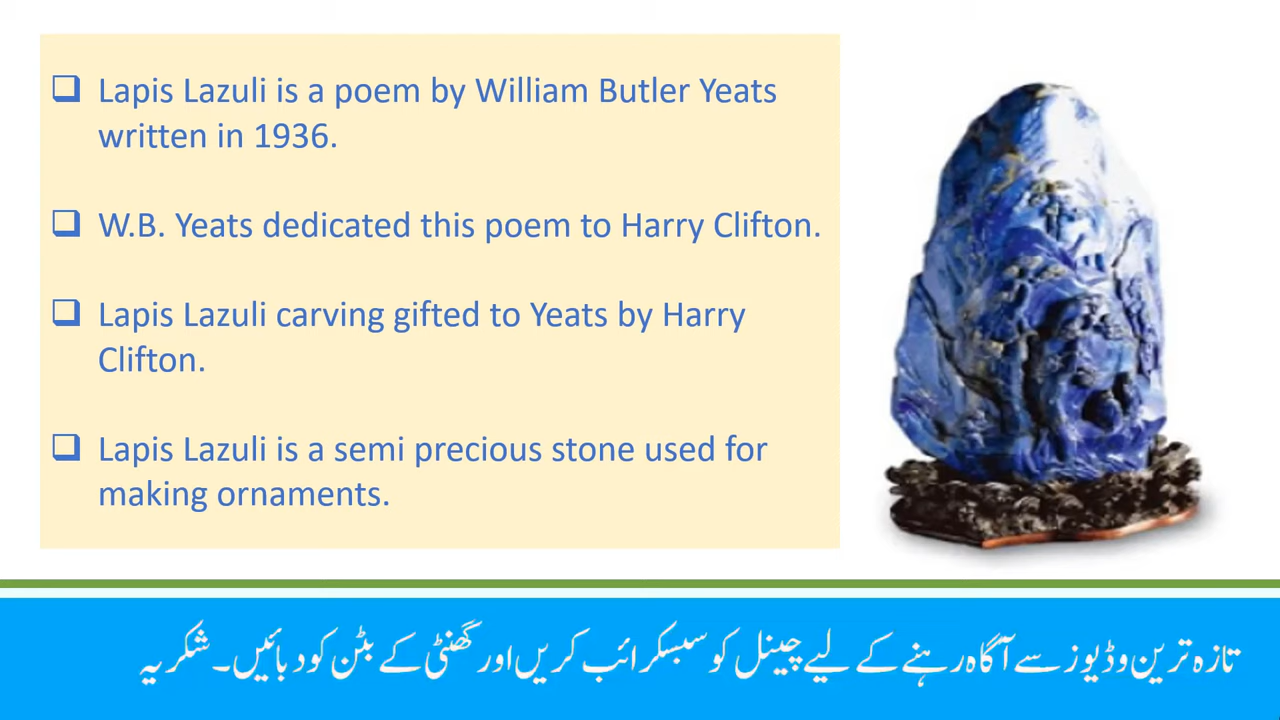 Lapis Lazuli is a poem by William Butler Yeats
written in 1936.
W.B. Yeats dedicated this poem to Harry Clifton.
Lapis Lazuli carving gifted to Yeats by Harry
Clifton.
Lapis Lazuli is a semi precious stone used for
making ornaments.
تازہ ترین وڈیوز سے آگاہ رہنے کے لیے چینل کو سبسکرائب کریں اور گھنٹی کے بٹن کو دبائیں۔ شکریہ